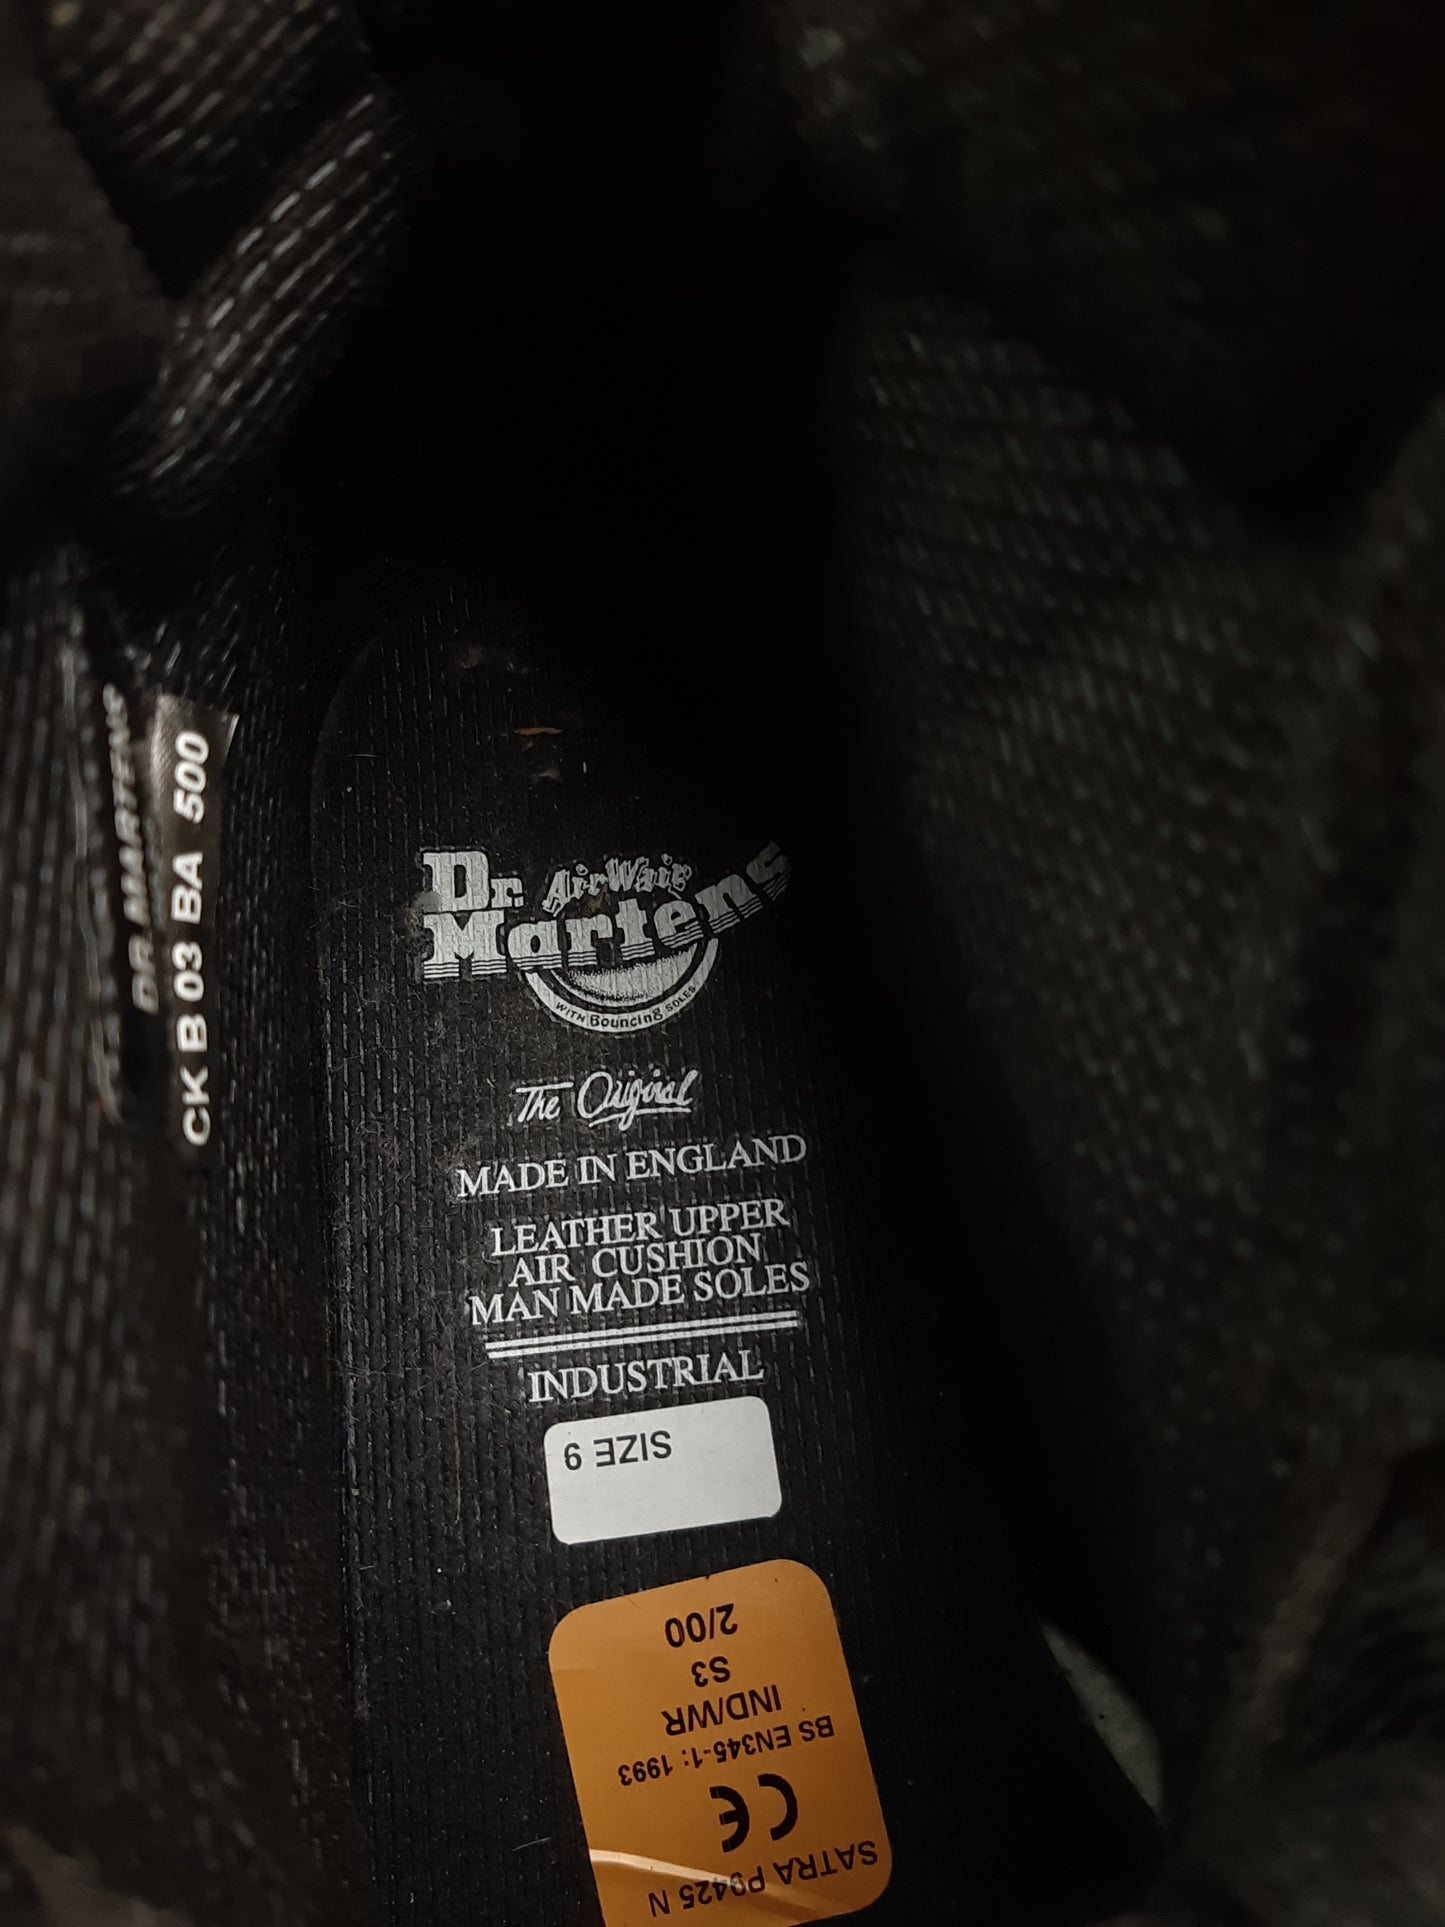 Dr. AirWair
Martens
WITH Bouncing SOLES
The Original
MADE IN ENGLAND
LEATHER UPPER
AIR CUSHION
MAN MADE SOLES
INDUSTRIAL
SIZE 9
SATRA P9425 N
CE
BS EN345-1: 1993
IND/WR
S3
2/00
DR.MARTENS
CK B 03 BA 500